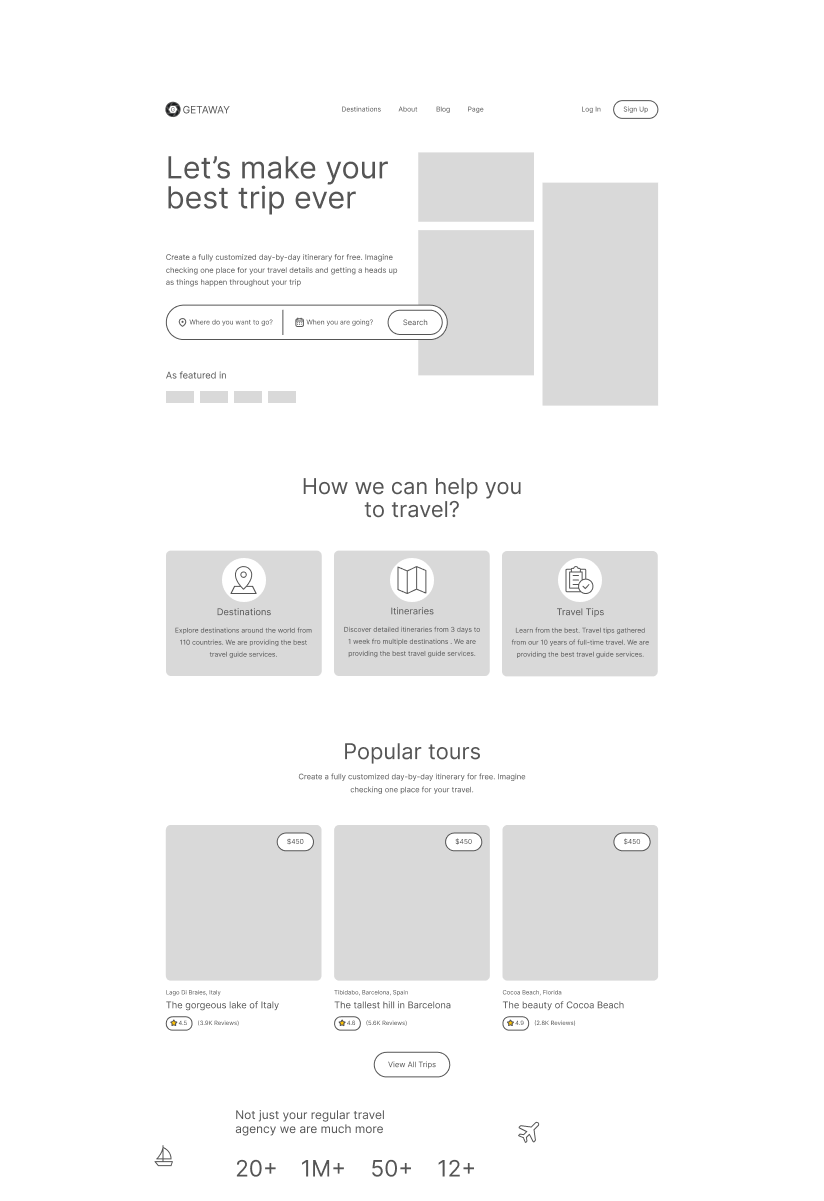 GETAWAY
Destinations
About
Blog
Page
Log In
Sign Up
Let’s make your
best trip ever
Create a fully customized day-by-day itinerary for free. Imagine
checking one place for your travel details and getting a heads up
as things happen throughout your trip
Where do you want to go?
When you are going?
Search
As featured in
How we can help you
to travel?
Destinations
Explore destinations around the world from
110 countries. We are providing the best
travel guide services.
Itineraries
Discover detailed itineraries from 3 days to
1 week fro multiple destinations . We are
providing the best travel guide services.
Travel Tips
Learn from the best. Travel tips gathered
from our 10 years of full-time travel. We are
providing the best travel guide services.
Popular tours
Create a fully customized day-by-day itinerary for free. Imagine
checking one place for your travel.
$450
$450
$450
Lago Di Braies, Italy
The gorgeous lake of Italy
4.5 (3.9K Reviews)
Tibidabo, Barcelona, Spain
The tallest hill in Barcelona
4.8 (5.6K Reviews)
Cocoa Beach, Florida
The beauty of Cocoa Beach
4.9 (2.8K Reviews)
View All Trips
Not just your regular travel
agency we are much more
20+ 1M+ 50+ 12+